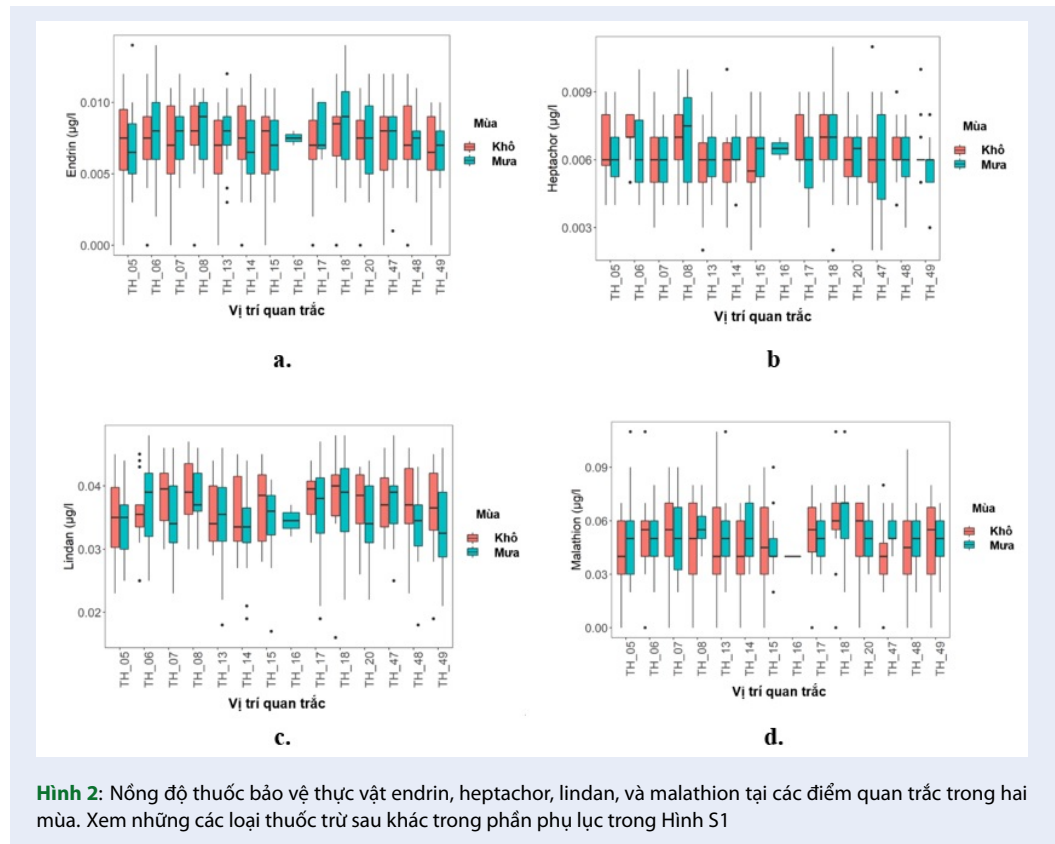 Endrin (µg/l
0.010
0.005
0.000
TH_05
TH_06
TH_07
TH_08
TH_13
TH_14
TH_15
TH_16
TH_17
TH_18
TH_20
TH_47
TH_48
TH_49
Vị trí quan trắc
Mùa
Khô
Mưa
a.
Heptachor (µg/l
0.009
0.006
0.003
TH_05
TH_06
TH_07
TH_08
TH_13
TH_14
TH_15
TH_16
TH_17
TH_18
TH_20
TH_47
TH_48
TH_49
Vị trí quan trắc
Mùa
Khô
Mưa
b
Lindan (µg/l
0.04
0.03
0.02
TH_05
TH_06
TH_07
TH_08
TH_13
TH_14
TH_15
TH_16
TH_17
TH_18
TH_20
TH_47
TH_48
TH_49
Vị trí quan trắc
Mùa
Khô
Mưa
c.
Malathion (µg/l
0.09
0.06
0.03
0.00
TH_05
TH_06
TH_07
TH_08
TH_13
TH_14
TH_15
TH_16
TH_17
TH_18
TH_20
TH_47
TH_48
TH_49
Vị trí quan trắc
Mùa
Khô
Mưa
d.
Hình 2: Nồng độ thuốc bảo vệ thực vật endrin, heptachor, lindan, và malathion tại các điểm quan trắc trong hai
mùa. Xem những các loại thuốc trừ sau khác trong phần phụ lục trong Hình S1